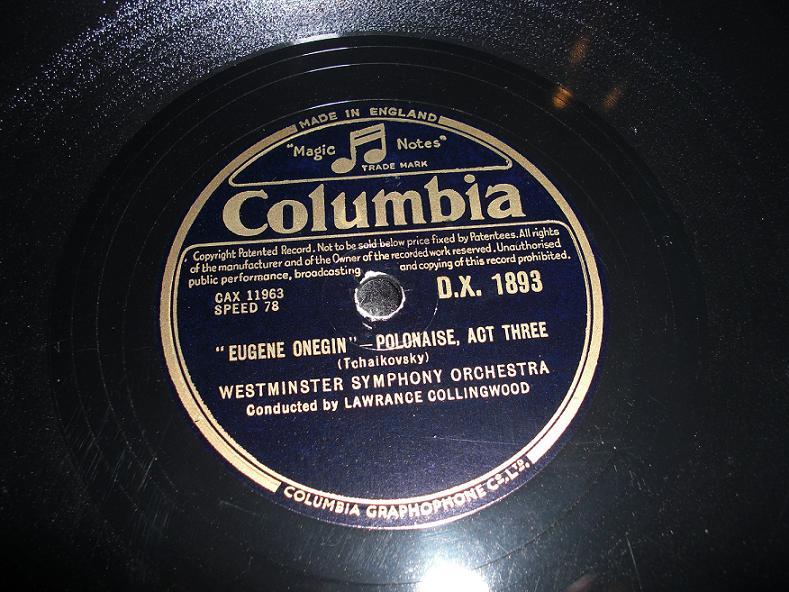 MADE IN ENGLAND
"Magic Notes"
TRADE MARK
Columbia
Copyright Patented Record. Not to be sold below price fixed by Patentees. All rights
of the manufacturer and of the Owner of the recorded work reserved. Unauthorised
public performance, broadcasting and copying of this record prohibited.
CAX 11963
SPEED 78
D.X. 1893
"EUGENE ONEGIN" – POLONAISE, ACT THREE
(Tchaikovsky)
WESTMINSTER SYMPHONY ORCHESTRA
Conducted by LAWRANCE COLLINGWOOD
COLUMBIA GRAPHOPHONE Co., LTD.